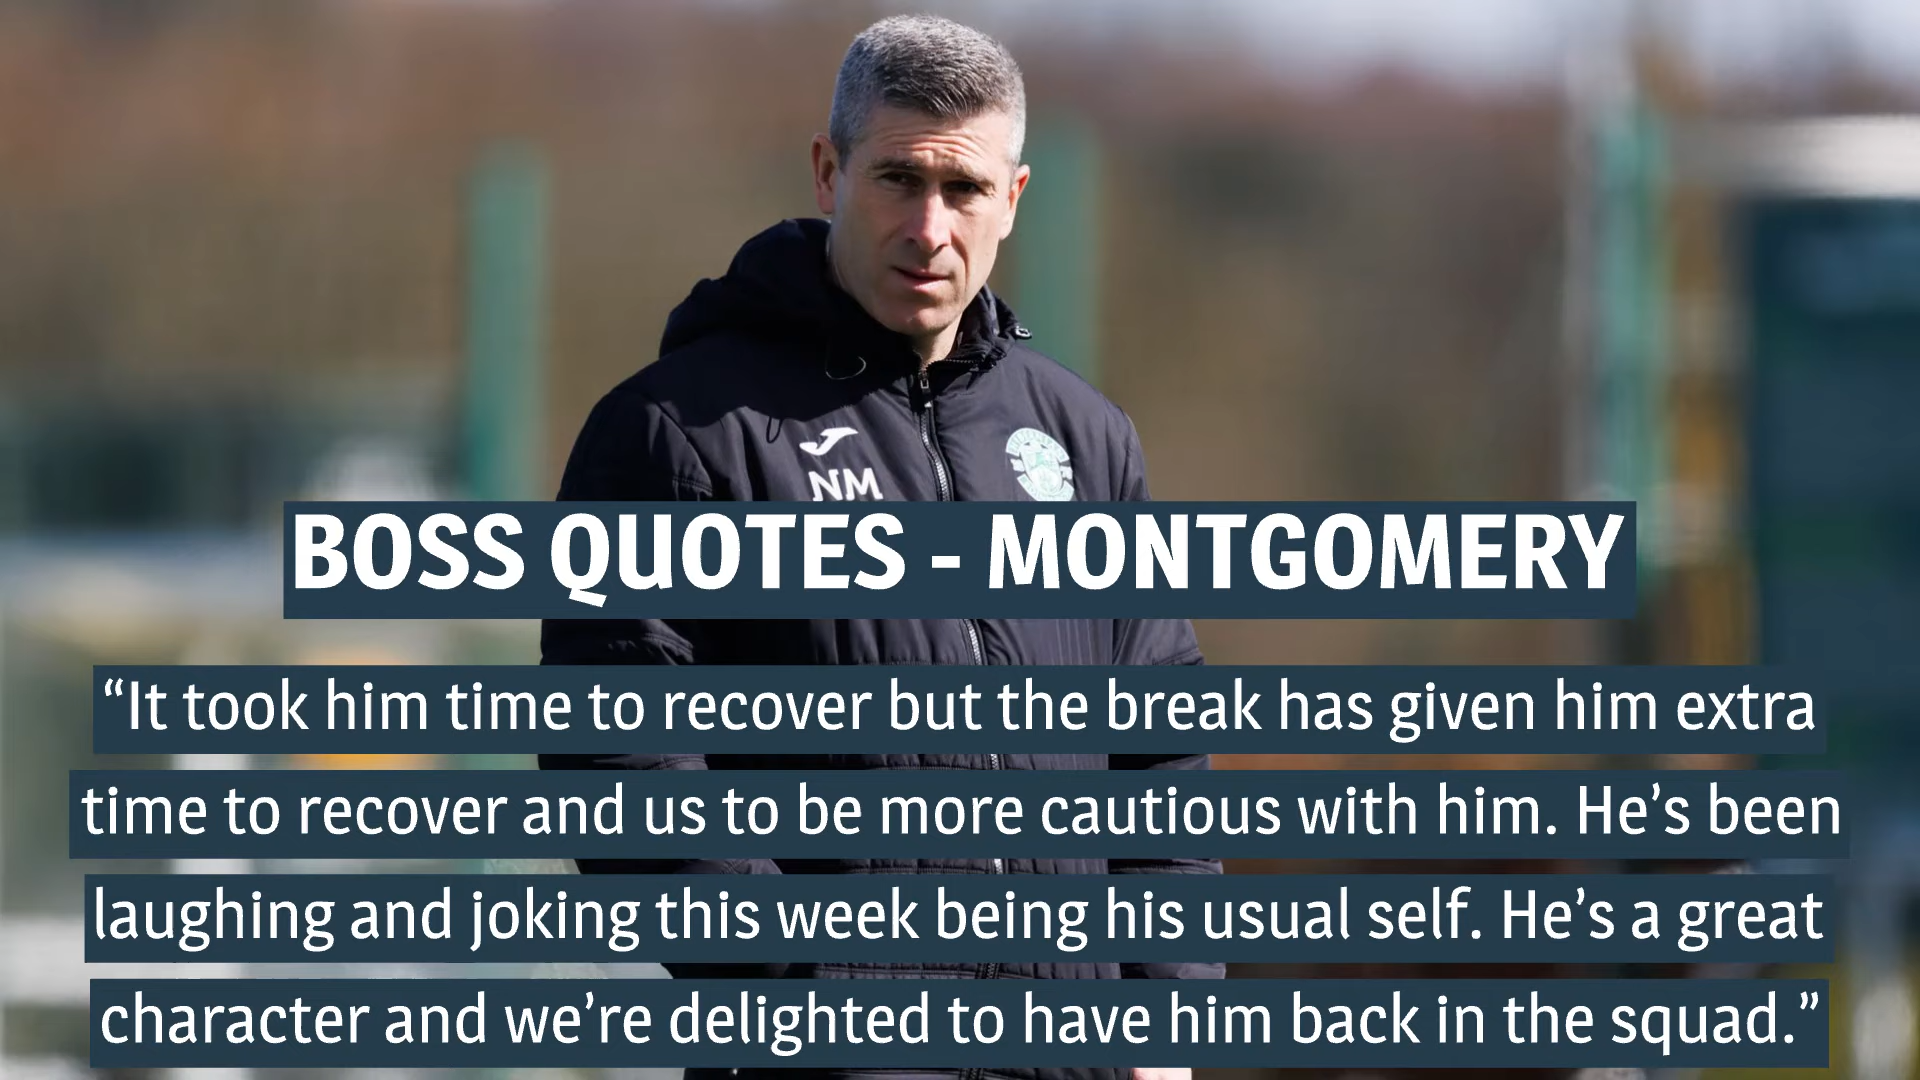 NM
BOSS QUOTES - MONTGOMERY
“It took him time to recover but the break has given him extra
time to recover and us to be more cautious with him. He’s been
laughing and joking this week being his usual self. He’s a great
character and we’re delighted to have him back in the squad.”